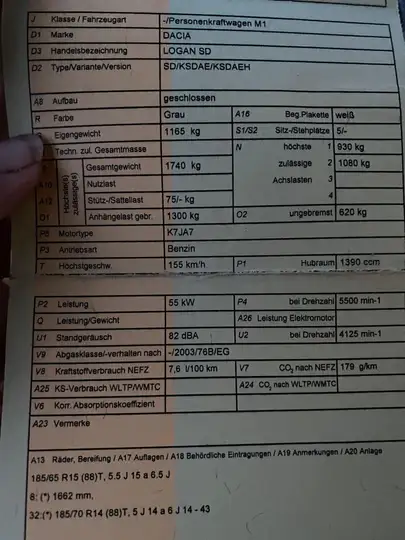 J Klasse / Fahrzeugart -/Personenkraftwagen M1
D1 Marke DACIA
D3 Handelsbezeichnung LOGAN SD
D2 Type/Variante/Version SD/KSDAE/KSDAEH
A8 Aufbau geschlossen
R Farbe Grau A16 Beg.Plakette weiß
Eigengewicht 1165 kg S1/S2 Sitz-/Stehplätze 5/-
Techn. zul. Gesamtmasse N höchste 1 930 kg
Höchste(s) zulässige(s) Gesamtgewicht 1740 kg zulässige 2 1080 kg
A10 Nutzlast Achslasten 3
A12 Stütz-/Sattellast 75/- kg 4
O1 Anhängelast gebr. 1300 kg O2 ungebremst 620 kg
P5 Motortype K7JA7
P3 Antriebsart Benzin
T Höchstgeschw. 155 km/h P1 Hubraum 1390 ccm
P2 Leistung 55 kW P4 bei Drehzahl 5500 min-1
Q Leistung/Gewicht A26 Leistung Elektromotor
U1 Standgeräusch 82 dBA U2 bei Drehzahl 4125 min-1
V9 Abgasklasse/-verhalten nach -/2003/76B/EG
V8 Kraftstoffverbrauch NEFZ 7,6 l/100 km V7 CO2 nach NEFZ 179 g/km
A25 KS-Verbrauch WLTP/WMTC A24 CO2 nach WLTP/WMTC
V6 Korr. Absorptionskoeffizient
A23 Vermerke
A13 Räder, Bereifung / A17 Auflagen / A18 Behördliche Eintragungen / A19 Anmerkungen / A20 Anlage
185/65 R15 (88)T, 5.5 J 15 a 6.5 J
8: (*) 1662 mm,
32:(*) 185/70 R14 (88)T, 5 J 14 a 6 J 14 - 43